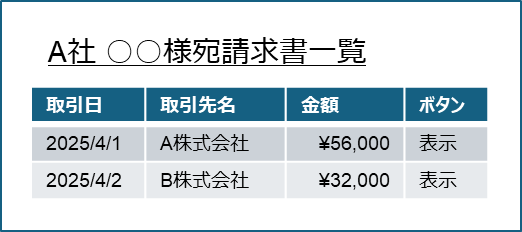 A社 ○○様宛請求書一覧
取引日 取引先名 金額 ボタン
2025/4/1 A株式会社 ¥56,000 表示
2025/4/2 B株式会社 ¥32,000 表示